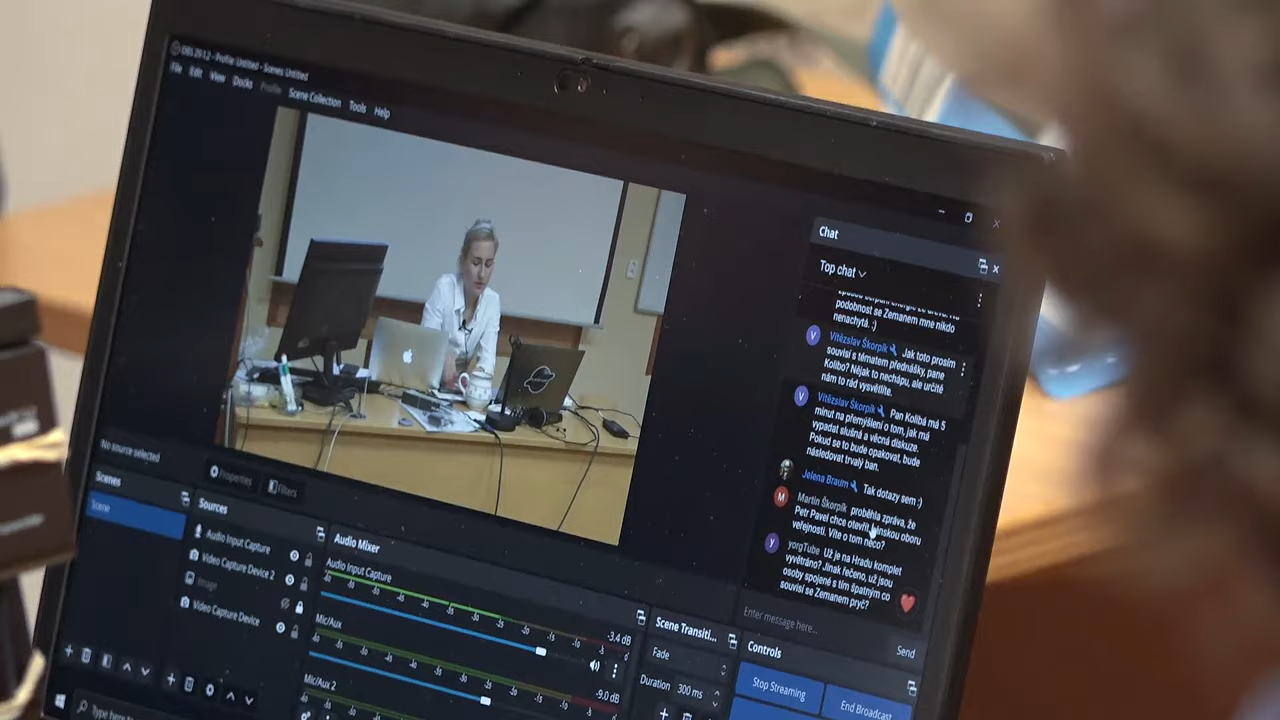 OBS 29.1.2 - Profile: Untitled - Scenes: Untitled
File Edit View Docks Profile Scene Collection Tools Help
Chat
Top chat
podobnost se Zemanem mne nikdo
nenachytá. :)
Vítězslav Škorpík Jak toto prosím
souvisí s tématem přednášky, pane
Kolibo? Nějak to nechápu, ale určitě
nám to rád vysvětlíte.
Vítězslav Škorpík Pan Kolibá má 5
minut na přemýšlení o tom, jak má
vypadat slušná a věcná diskuze.
Pokud se to bude opakovat, bude
následovat trvalý ban.
Jelena Braum Tak dotazy sem :)
Martin Škorpík proběhla zpráva, že
Petr Pavel chce otevřít oboru
veřejnosti. Víte o tom něco?
yorgTube Už je na Hradu komplet
vyvětráno? Jinak řečeno, už jsou
osoby spojené s tím špatným co
souvisí se Zemanem pryč?
Enter message here...
Send
No source selected
Properties Filters
Scenes
Scene
Sources
Audio Input Capture
Video Capture Device 2
Image
Video Capture Device
Audio Mixer
Audio Input Capture
-3.4 dB
Mic/Aux
-9.0 dB
Mic/Aux 2
Scene Transiti...
Fade
Duration 300 ms
Controls
Stop Streaming
End Broadcast
Type here